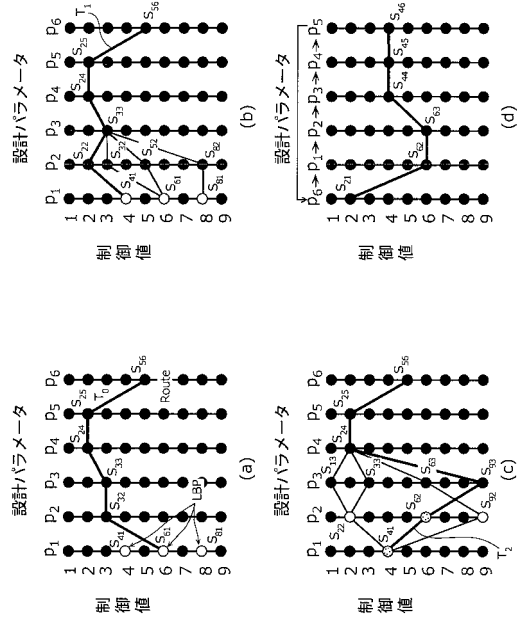 設計パラメータ
p₁ p₂ p₃ p₄ p₅ p₆
制御値
1
2
3
4
5
6
7
8
9
S₄₁
S₆₁
S₈₁
S₃₂
S₃₃
S₂₄
S₂₅
T₀
S₅₆
Route
LBP
(a)
設計パラメータ
p₁ p₂ p₃ p₄ p₅ p₆
制御値
1
2
3
4
5
6
7
8
9
T₁
S₂₂
S₃₃
S₂₄
S₂₅
S₅₆
S₄₁
S₃₂
S₅₂
S₆₁
S₈₂
S₈₁
(b)
設計パラメータ
p₁ p₂ p₃ p₄ p₅ p₆
制御値
1
2
3
4
5
6
7
8
9
S₂₂
S₁₃
S₃₃
S₂₄
S₂₅
S₅₆
S₄₁
S₆₂
S₆₃
S₉₂
S₉₃
T₂
(c)
設計パラメータ
p₆ p₁ p₂ p₃ p₄ p₅
制御値
1
2
3
4
5
6
7
8
9
S₂₁
S₆₂
S₆₃
S₄₄
S₄₅
S₄₆
(d)